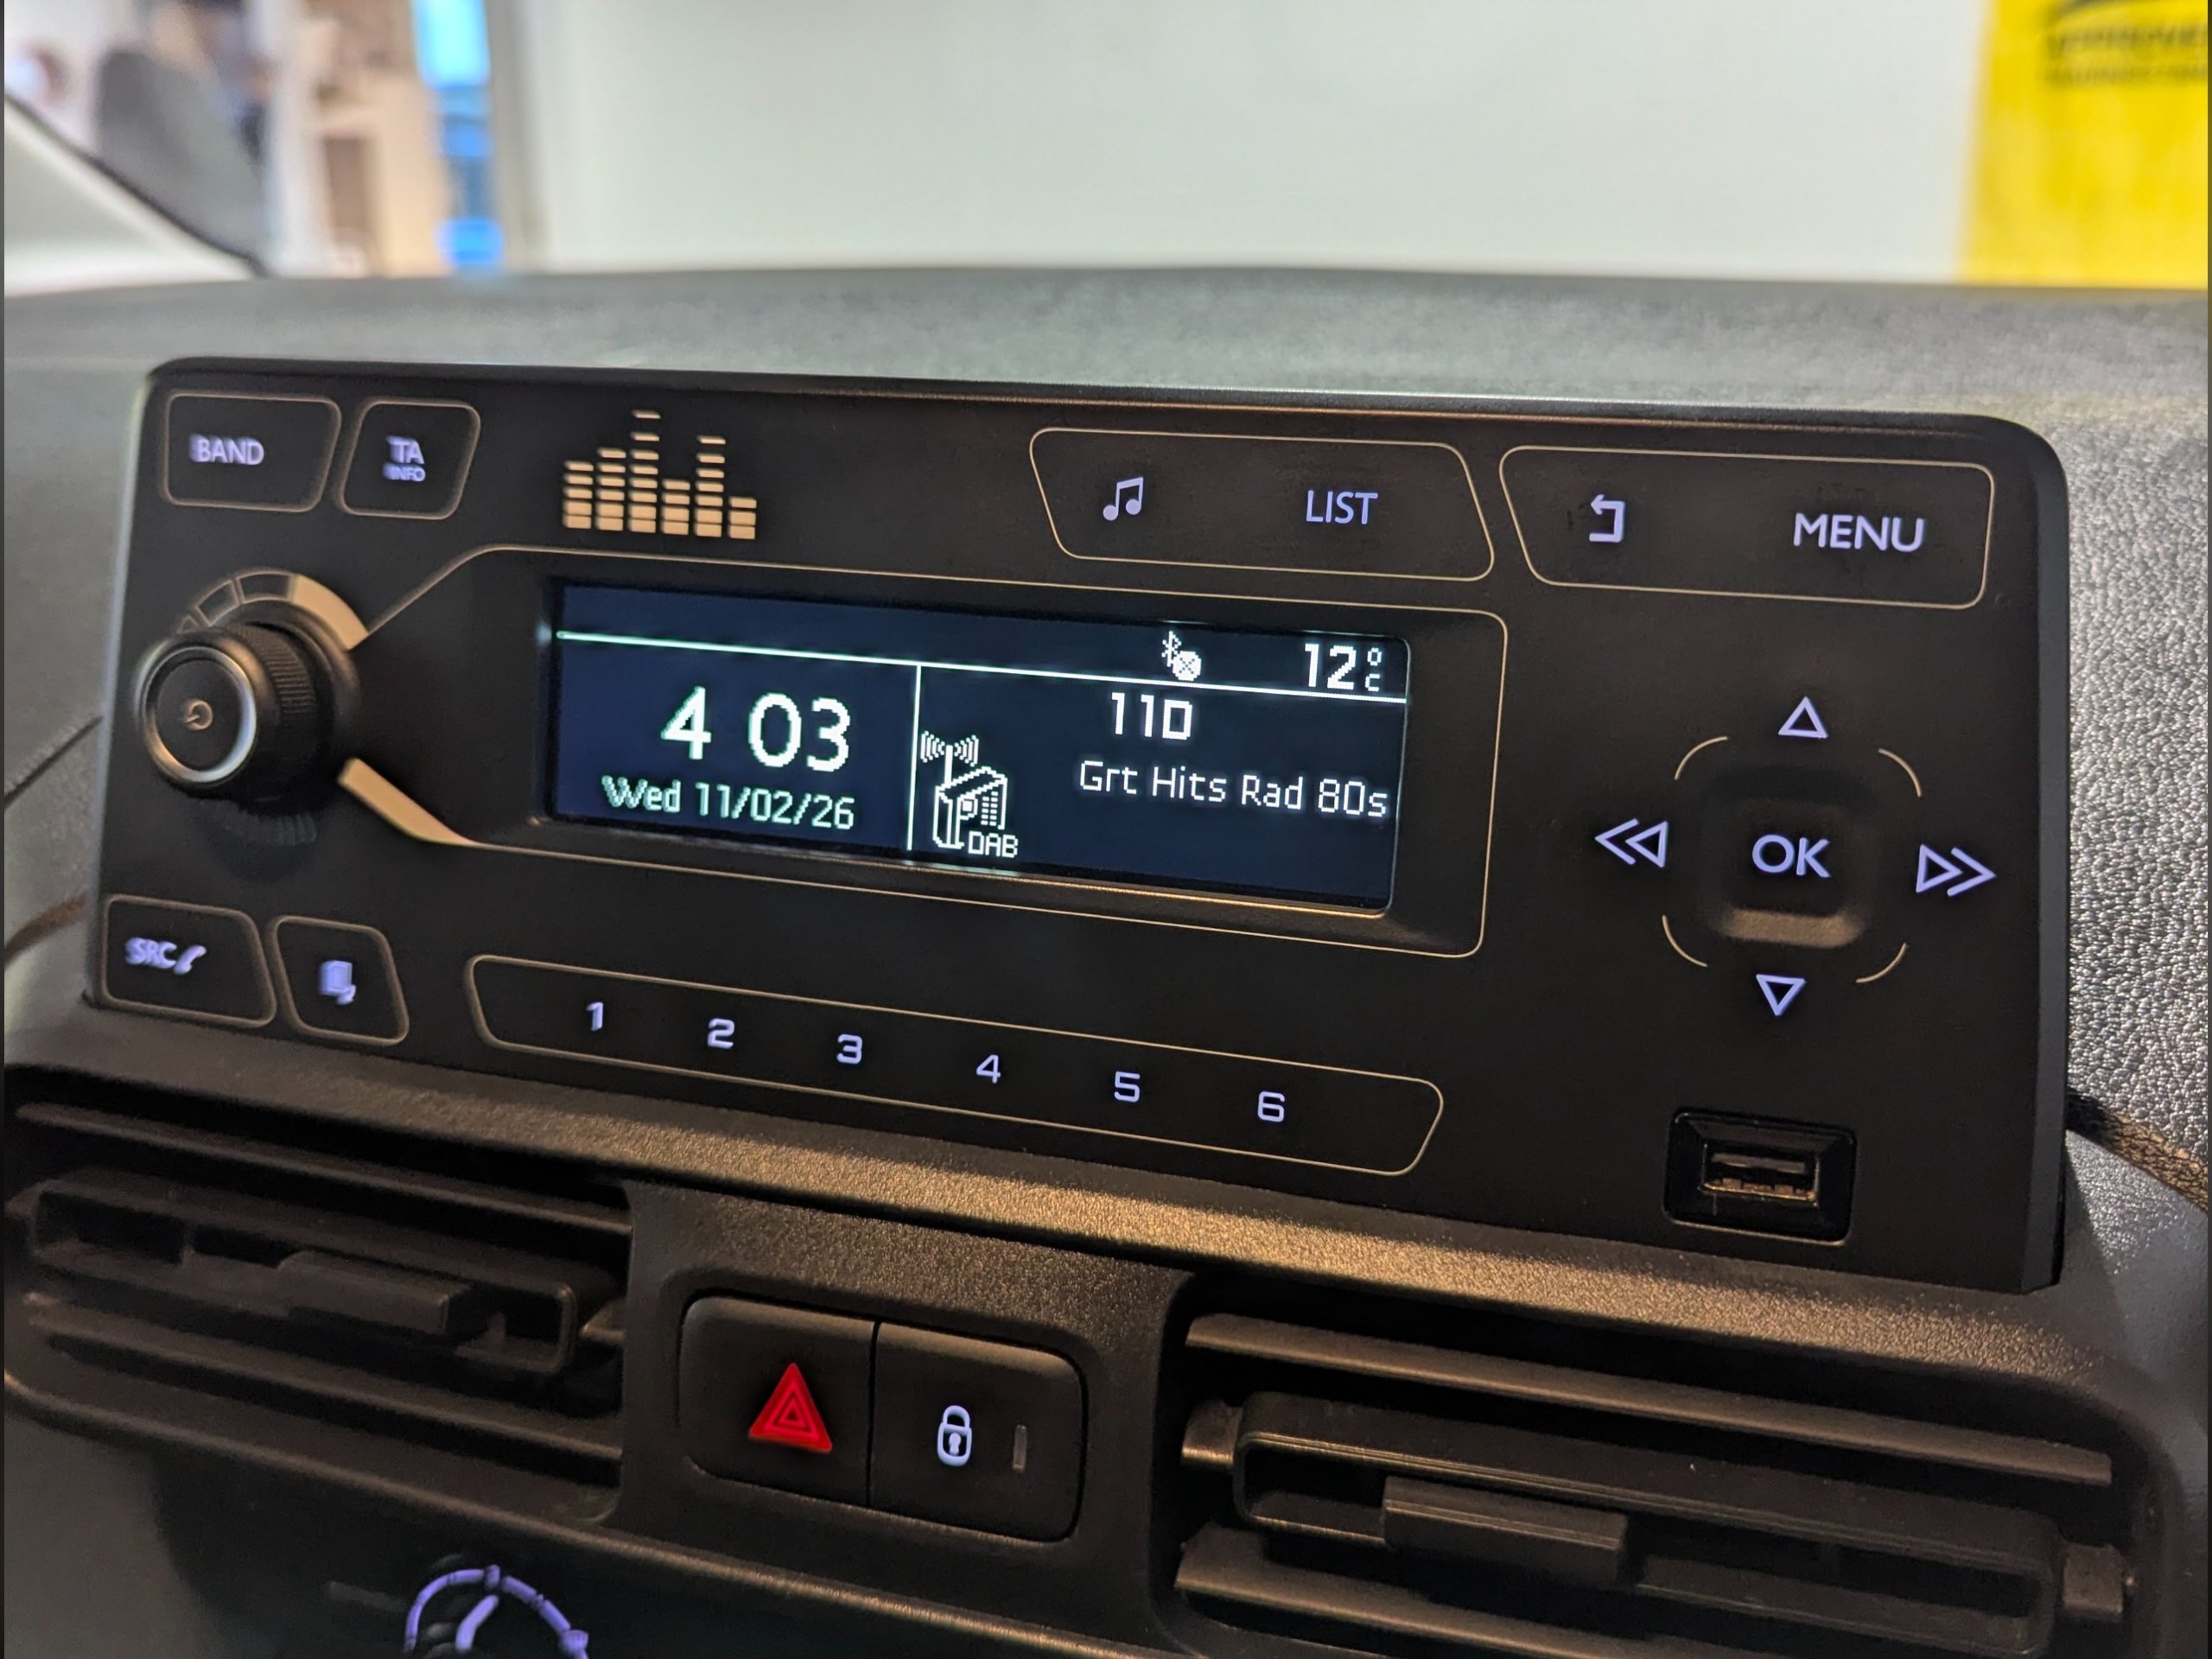 BAND
TA
INFO
LIST
MENU
12°C
4 03
11D
Grt Hits Rad 80s
Wed 11/02/26
DAB
OK
SRC
1 2 3 4 5 6